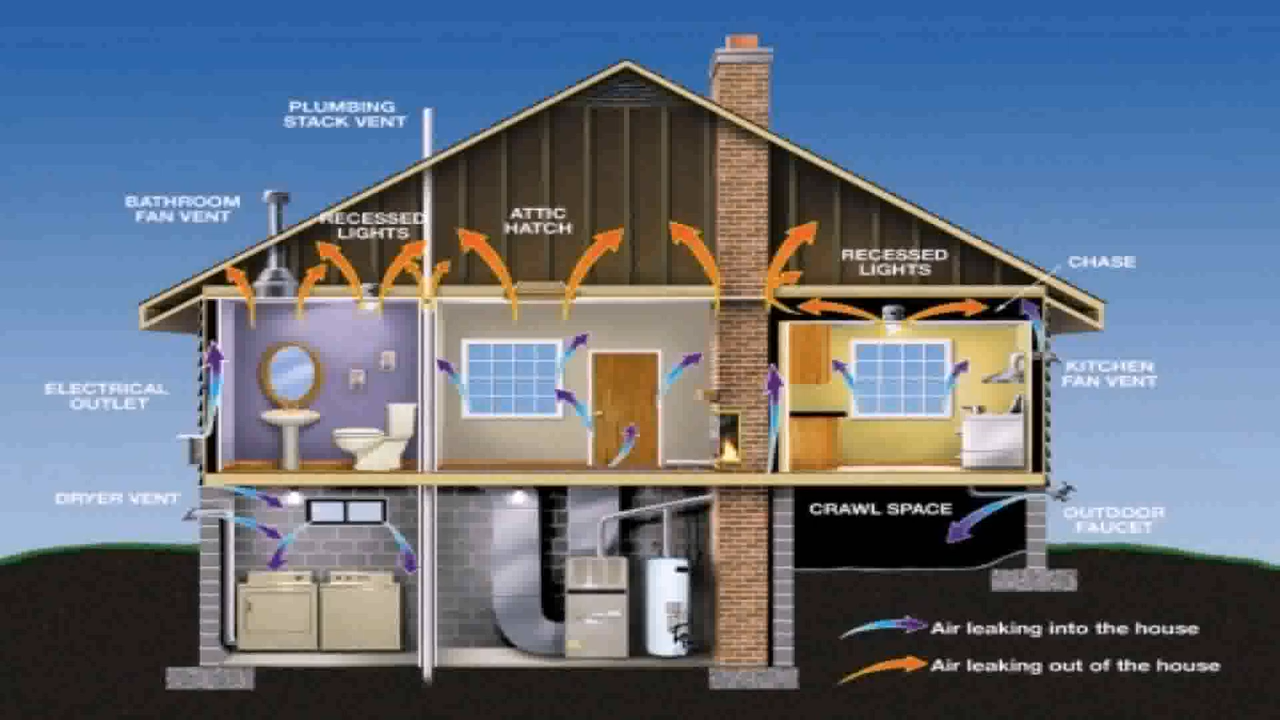 PLUMBING
STACK VENT
BATHROOM
FAN VENT
RECESSED
LIGHTS
ATTIC
HATCH
RECESSED
LIGHTS
CHASE
ELECTRICAL
OUTLET
KITCHEN
FAN VENT
DRYER VENT
CRAWL SPACE
OUTDOOR
FAUCET
Air leaking into the house
Air leaking out of the house